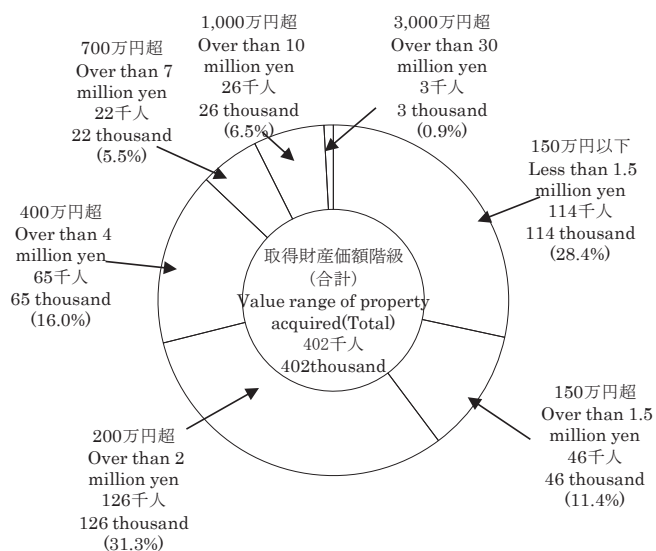 1,000万円超
Over than 10
million yen
26千人
26 thousand
(6.5%)
3,000万円超
Over than 30
million yen
3千人
3 thousand
(0.9%)
700万円超
Over than 7
million yen
22千人
22 thousand
(5.5%)
150万円以下
Less than 1.5
million yen
114千人
114 thousand
(28.4%)
400万円超
Over than 4
million yen
65千人
65 thousand
(16.0%)
取得財産価額階級
(合計)
Value range of property
acquired(Total)
402千人
402thousand
150万円超
Over than 1.5
million yen
46千人
46 thousand
(11.4%)
200万円超
Over than 2
million yen
126千人
126 thousand
(31.3%)